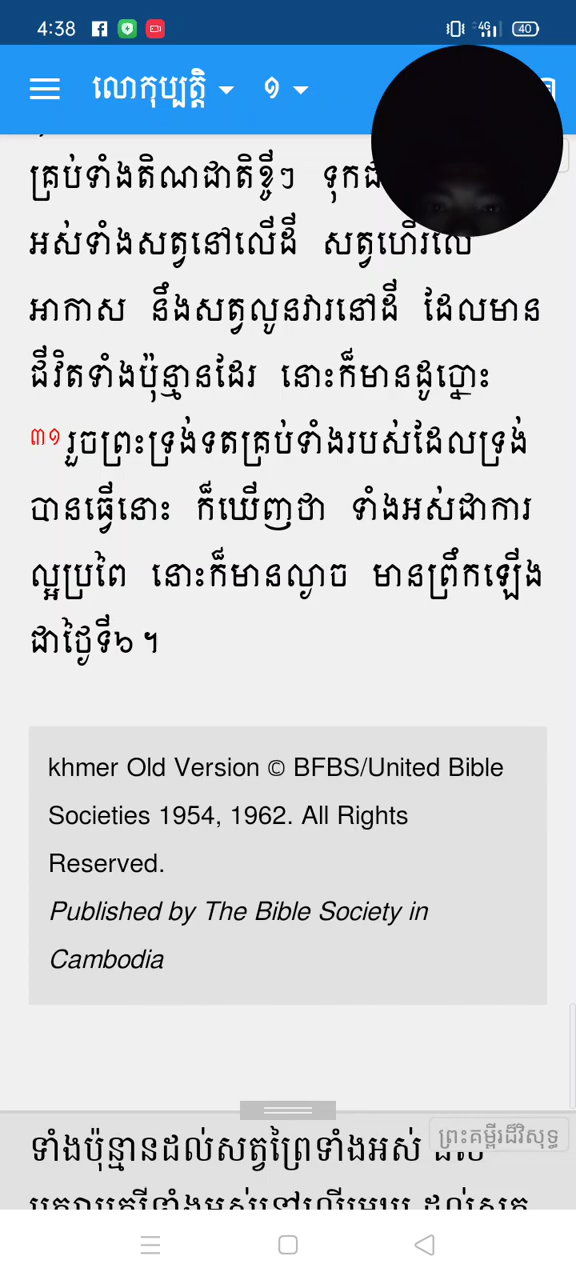 4:38
4G
40
លោកុប្បត្តិ ១
គ្រប់ទាំងតិណជាតិខ្ចីៗ ទុកជា
អស់ទាំងសត្វនៅលើដី សត្វហើរលើ
អាកាស នឹងសត្វលូនវារនៅដី ដែលមាន
ជីវិតទាំងប៉ុន្មានដែរ នោះក៏មានដូច្នោះ
៣១ រួចព្រះទ្រង់ទតគ្រប់ទាំងរបស់ដែលទ្រង់
បានធ្វើនោះ ក៏ឃើញថា ទាំងអស់ជាការ
ល្អប្រពៃ នោះក៏មានល្ងាច មានព្រឹកឡើង
ជាថ្ងៃទី៦។
khmer Old Version © BFBS/United Bible
Societies 1954, 1962. All Rights
Reserved.
Published by The Bible Society in
Cambodia
ព្រះគម្ពីរដ៏វិសុទ្ធ
ទាំងប៉ុន្មានដល់សត្វព្រៃទាំងអស់